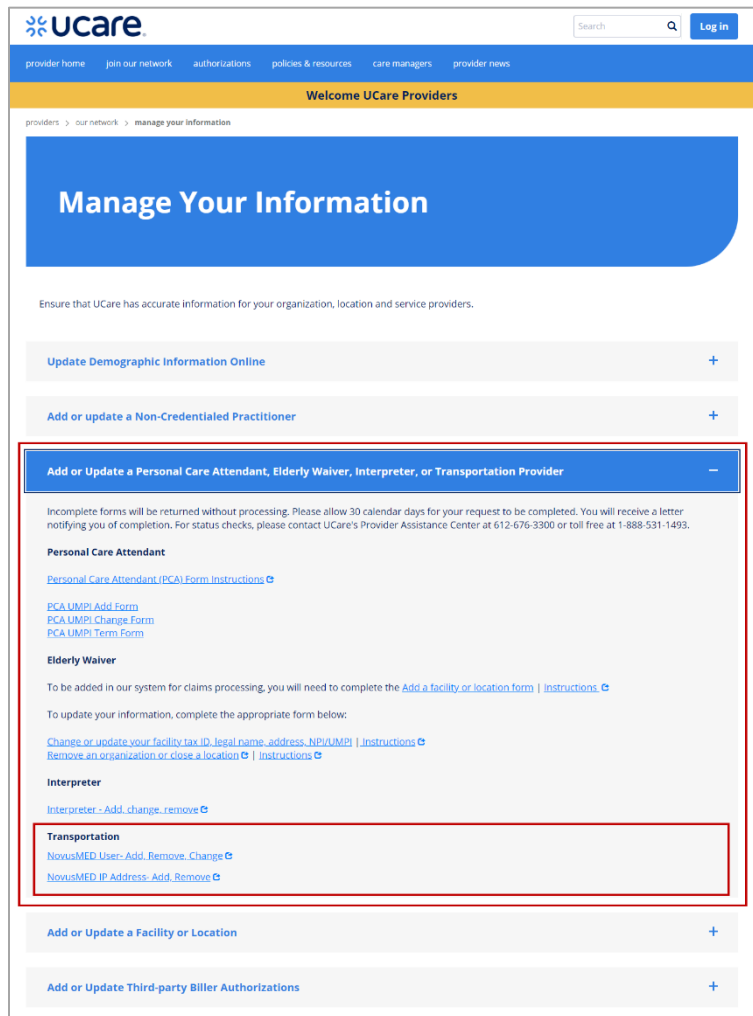 ucare.
Search
Log in
provider home join our network authorizations policies & resources care managers provider news
Welcome UCare Providers
providers > our network > manage your information
Manage Your Information
Ensure that UCare has accurate information for your organization, location and service providers.
Update Demographic Information Online +
Add or update a Non-Credentialed Practitioner +
Add or Update a Personal Care Attendant, Elderly Waiver, Interpreter, or Transportation Provider −
Incomplete forms will be returned without processing. Please allow 30 calendar days for your request to be completed. You will receive a letter
notifying you of completion. For status checks, please contact UCare's Provider Assistance Center at 612-676-3300 or toll free at 1-888-531-1493.
Personal Care Attendant
Personal Care Attendant (PCA) Form Instructions
PCA UMPI Add Form
PCA UMPI Change Form
PCA UMPI Term Form
Elderly Waiver
To be added in our system for claims processing, you will need to complete the Add a facility or location form | Instructions
To update your information, complete the appropriate form below:
Change or update your facility tax ID, legal name, address, NPI/UMPI | Instructions
Remove an organization or close a location | Instructions
Interpreter
Interpreter - Add, change, remove
Transportation
NovusMED User- Add, Remove, Change
NovusMED IP Address- Add, Remove
Add or Update a Facility or Location +
Add or Update Third-party Biller Authorizations +